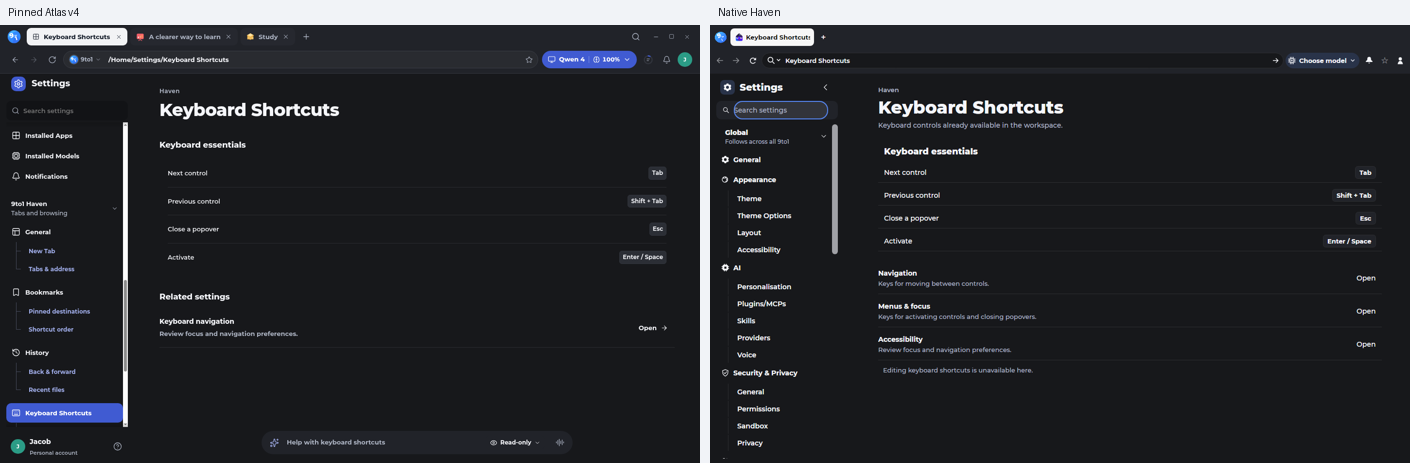 Pinned Atlas v4
Keyboard Shortcuts
A clearer way to learn
Study
9to1
/Home/Settings/Keyboard Shortcuts
Qwen 4
100%
J
Settings
Search settings
Installed Apps
Installed Models
Notifications
9to1 Haven
Tabs and browsing
General
New Tab
Tabs & address
Bookmarks
Pinned destinations
Shortcut order
History
Back & forward
Recent files
Keyboard Shortcuts
J
Jacob
Personal account
Haven
Keyboard Shortcuts
Keyboard essentials
Next control
Tab
Previous control
Shift + Tab
Close a popover
Esc
Activate
Enter / Space
Related settings
Keyboard navigation
Review focus and navigation preferences.
Open
Help with keyboard shortcuts
Read-only
Native Haven
Keyboard Shortcuts
Keyboard Shortcuts
Choose model
Settings
Search settings
Global
Follows across all 9to1
General
Appearance
Theme
Theme Options
Layout
Accessibility
AI
Personalisation
Plugins/MCPs
Skills
Providers
Voice
Security & Privacy
General
Permissions
Sandbox
Privacy
Haven
Keyboard Shortcuts
Keyboard controls already available in the workspace.
Keyboard essentials
Next control
Tab
Previous control
Shift + Tab
Close a popover
Esc
Activate
Enter / Space
Navigation
Keys for moving between controls.
Open
Menus & focus
Keys for activating controls and closing popovers.
Open
Accessibility
Review focus and navigation preferences.
Open
Editing keyboard shortcuts is unavailable here.